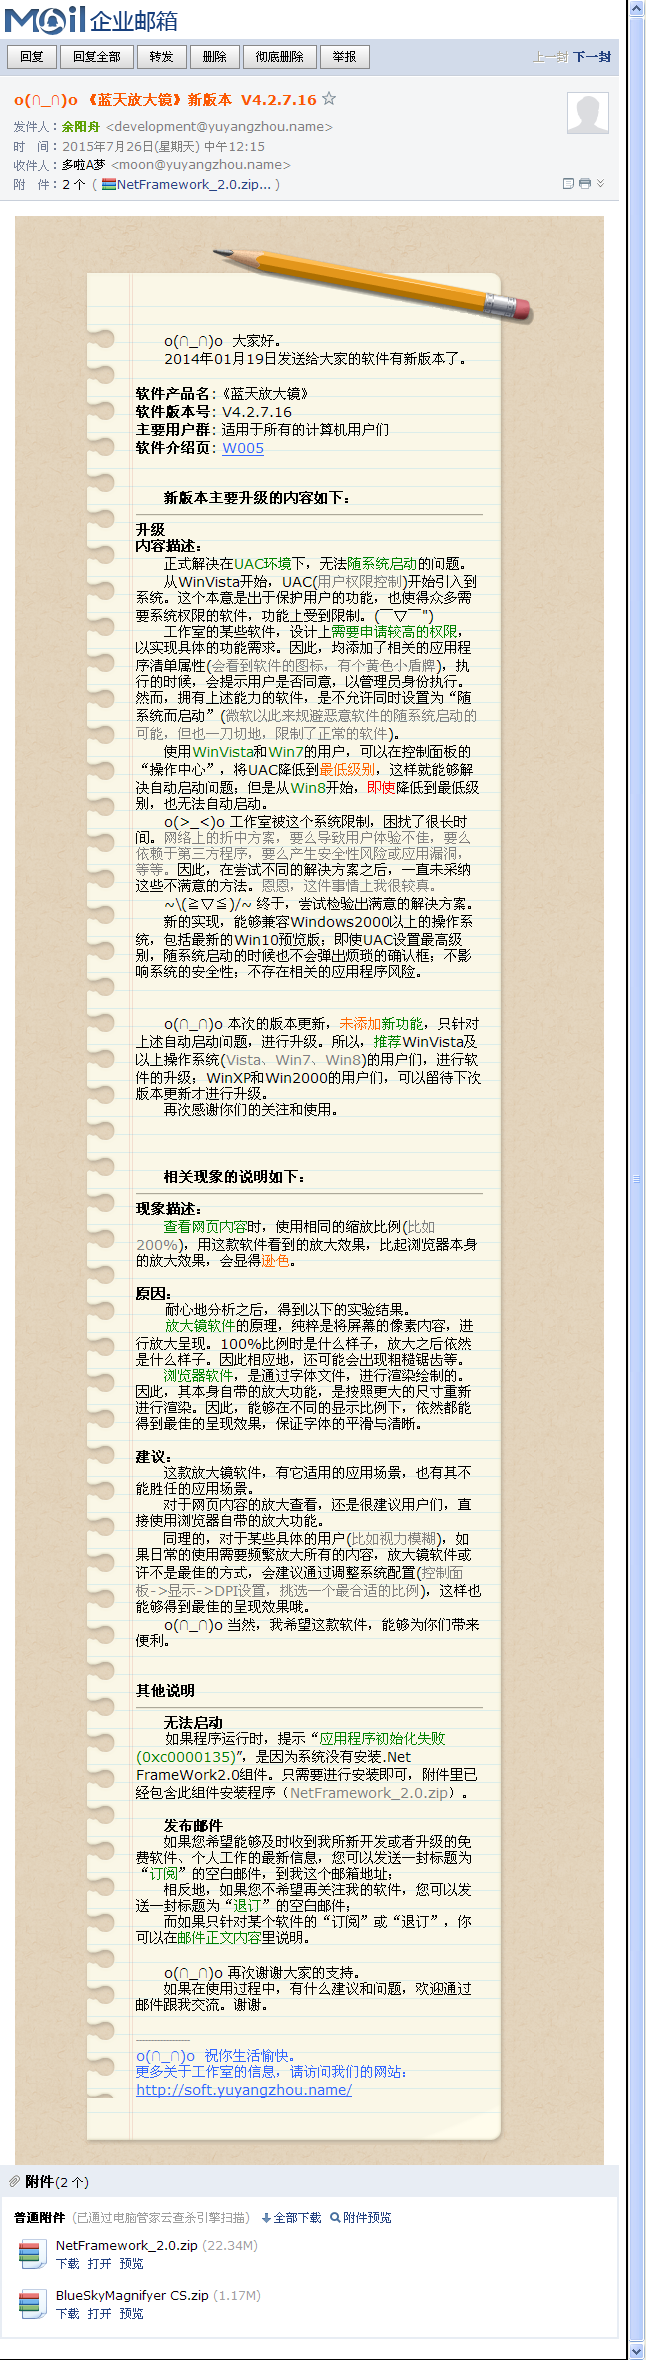 Mail 企业邮箱
回复 回复全部 转发 删除 彻底删除 举报 上一封 下一封
o(∩_∩)o 《蓝天放大镜》新版本 V4.2.7.16 ☆
发件人：余阳舟 <development@yuyangzhou.name>
时 间：2015年7月26日(星期天) 中午12:15
收件人：多啦A梦 <moon@yuyangzhou.name>
附 件：2 个 ( NetFramework_2.0.zip... )
o(∩_∩)o 大家好。
2014年01月19日发送给大家的软件有新版本了。
软件产品名：《蓝天放大镜》
软件版本号：V4.2.7.16
主要用户群：适用于所有的计算机用户们
软件介绍页：W005
新版本主要升级的内容如下：
升级
内容描述：
正式解决在UAC环境下，无法随系统启动的问题。
从WinVista开始，UAC(用户权限控制)开始引入到
系统。这个本意是出于保护用户的功能，也使得众多需
要系统权限的软件，功能上受到限制。(￣▽￣")
工作室的某些软件，设计上需要申请较高的权限，
以实现具体的功能需求。因此，均添加了相关的应用程
序清单属性(会看到软件的图标，有个黄色小盾牌)，执
行的时候，会提示用户是否同意，以管理员身份执行。
然而，拥有上述能力的软件，是不允许同时设置为“随
系统而启动”(微软以此来规避恶意软件的随系统启动的
可能，但也一刀切地，限制了正常的软件)。
使用WinVista和Win7的用户，可以在控制面板的
“操作中心”，将UAC降低到最低级别，这样就能够解
决自动启动问题；但是从Win8开始，即使降低到最低级
别，也无法自动启动。
o(>_<)o 工作室被这个系统限制，困扰了很长时
间。网络上的折中方案，要么导致用户体验不佳，要么
依赖于第三方程序，要么产生安全性风险或应用漏洞，
等等。因此，在尝试不同的解决方案之后，一直未采纳
这些不满意的方法。恩恩，这件事情上我很较真。
~\(≧▽≦)/~ 终于，尝试检验出满意的解决方案。
新的实现，能够兼容Windows2000以上的操作系
统，包括最新的Win10预览版；即使UAC设置最高级
别，随系统启动的时候也不会弹出烦琐的确认框；不影
响系统的安全性；不存在相关的应用程序风险。
o(∩_∩)o 本次的版本更新，未添加新功能，只针对
上述自动启动问题，进行升级。所以，推荐WinVista及
以上操作系统(Vista、Win7、Win8)的用户们，进行软
件的升级；WinXP和Win2000的用户们，可以留待下次
版本更新才进行升级。
再次感谢你们的关注和使用。
相关现象的说明如下：
现象描述：
查看网页内容时，使用相同的缩放比例(比如
200%)，用这款软件看到的放大效果，比起浏览器本身
的放大效果，会显得逊色。
原因：
耐心地分析之后，得到以下的实验结果。
放大镜软件的原理，纯粹是将屏幕的像素内容，进
行放大呈现。100%比例时是什么样子，放大之后依然
是什么样子。因此相应地，还可能会出现粗糙锯齿等。
浏览器软件，是通过字体文件，进行渲染绘制的。
因此，其本身自带的放大功能，是按照更大的尺寸重新
进行渲染。因此，能够在不同的显示比例下，依然都能
得到最佳的呈现效果，保证字体的平滑与清晰。
建议：
这款放大镜软件，有它适用的应用场景，也有其不
能胜任的应用场景。
对于网页内容的放大查看，还是很建议用户们，直
接使用浏览器自带的放大功能。
同理的，对于某些具体的用户(比如视力模糊)，如
果日常的使用需要频繁放大所有的内容，放大镜软件或
许不是最佳的方式，会建议通过调整系统配置(控制面
板->显示->DPI设置，挑选一个最合适的比例)，这样也
能够得到最佳的呈现效果哦。
o(∩_∩)o 当然，我希望这款软件，能够为你们带来
便利。
其他说明
无法启动
如果程序运行时，提示“应用程序初始化失败
(0xc0000135)”，是因为系统没有安装.Net
FrameWork2.0组件。只需要进行安装即可，附件里已
经包含此组件安装程序（NetFramework_2.0.zip）。
发布邮件
如果您希望能够及时收到我所新开发或者升级的免
费软件、个人工作的最新信息，您可以发送一封标题为
“订阅”的空白邮件，到我这个邮箱地址；
相反地，如果您不希望再关注我的软件，您可以发
送一封标题为“退订”的空白邮件；
而如果只针对某个软件的“订阅”或“退订”，你
可以在邮件正文内容里说明。
o(∩_∩)o 再次谢谢大家的支持。
如果在使用过程中，有什么建议和问题，欢迎通过
邮件跟我交流。谢谢。
o(∩_∩)o 祝你生活愉快。
更多关于工作室的信息，请访问我们的网站：
http://soft.yuyangzhou.name/
附件(2 个)
普通附件 (已通过电脑管家云查杀引擎扫描) 全部下载 附件预览
NetFramework_2.0.zip (22.34M)
下载 打开 预览
BlueSkyMagnifyer CS.zip (1.17M)
下载 打开 预览